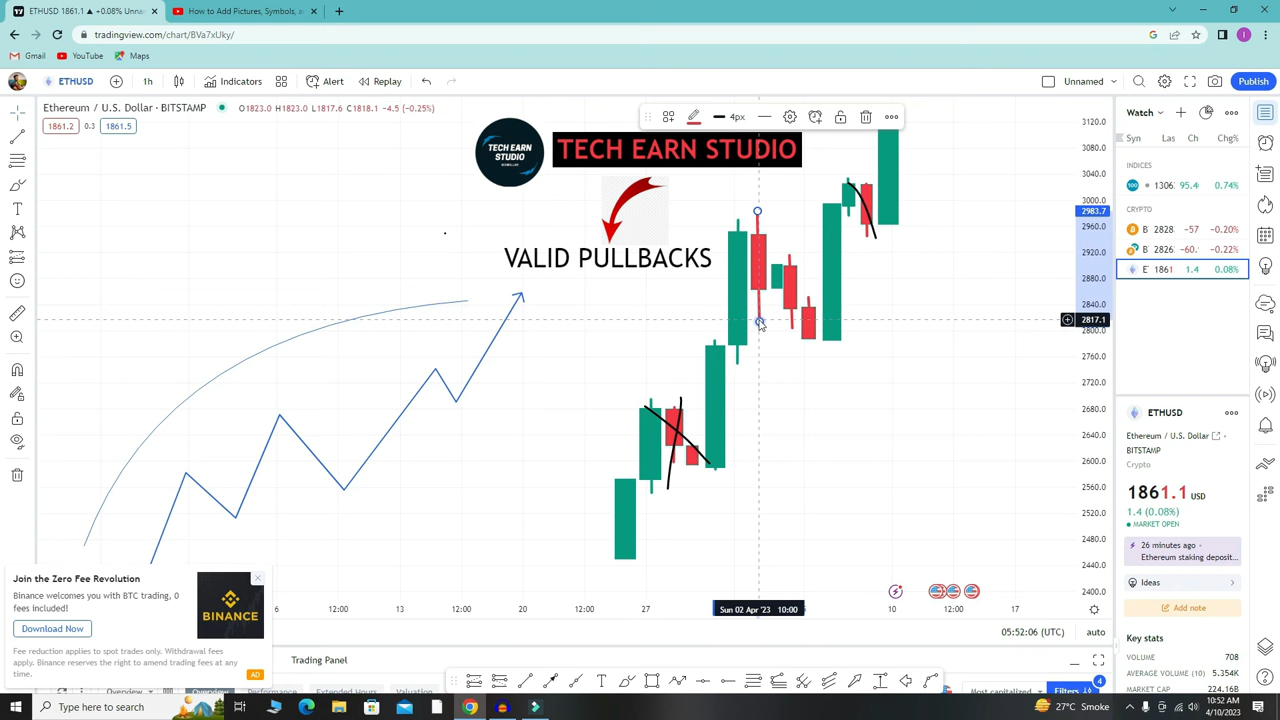 ETHUSD 1861.1 ▲ +0.08% Unna
How to Add Pictures, Symbols, a
tradingview.com/chart/BVa7xUky/
Gmail
YouTube
Maps
ETHUSD
1h
Indicators
Alert
Replay
Unnamed
Publish
Ethereum / U.S. Dollar · BITSTAMP
O1823.0 H1823.0 L1817.6 C1818.1 -4.5 (-0.25%)
1861.2
0.3
1861.5
4px
TECH EARN STUDIO
TECH EARN
STUDIO
VALID PULLBACKS
3120.0
3080.0
3040.0
3000.0
2983.7
2960.0
2920.0
2880.0
2840.0
2817.1
2800.0
2760.0
2720.0
2680.0
2640.0
2600.0
2560.0
2520.0
2480.0
2440.0
2400.0
Watch
Syn Las Ch Chg%
INDICES
100 1306 95.4 0.74%
CRYPTO
B 2828 -57 -0.20%
B 2826 -60. -0.22%
E 1861 1.4 0.08%
ETHUSD
Ethereum / U.S. Dollar
BITSTAMP
Crypto
1861.1 USD
1.4 (0.08%)
MARKET OPEN
26 minutes ago
Ethereum staking deposit...
Ideas
Add note
Key stats
VOLUME 708
VOLUME 5.354K
MARKET CAP 224.16B
6 12:00 13 12:00 20 12:00 27 Sun 02 Apr '23 10:00 10 12:00 17
05:52:06 (UTC)
auto
Join the Zero Fee Revolution
Binance welcomes you with BTC trading, 0
fees included!
Download Now
BINANCE
Fee reduction applies to spot trades only. Withdrawal fees
apply. Binance reserves the right to amend trading fees at any
time.
AD
Trading Panel
Overview
Overview
Performance
Extended Hours
Valuation
Most capitalized
Filters
4
Type here to search
27°C Smoke
10:52 AM
4/10/2023